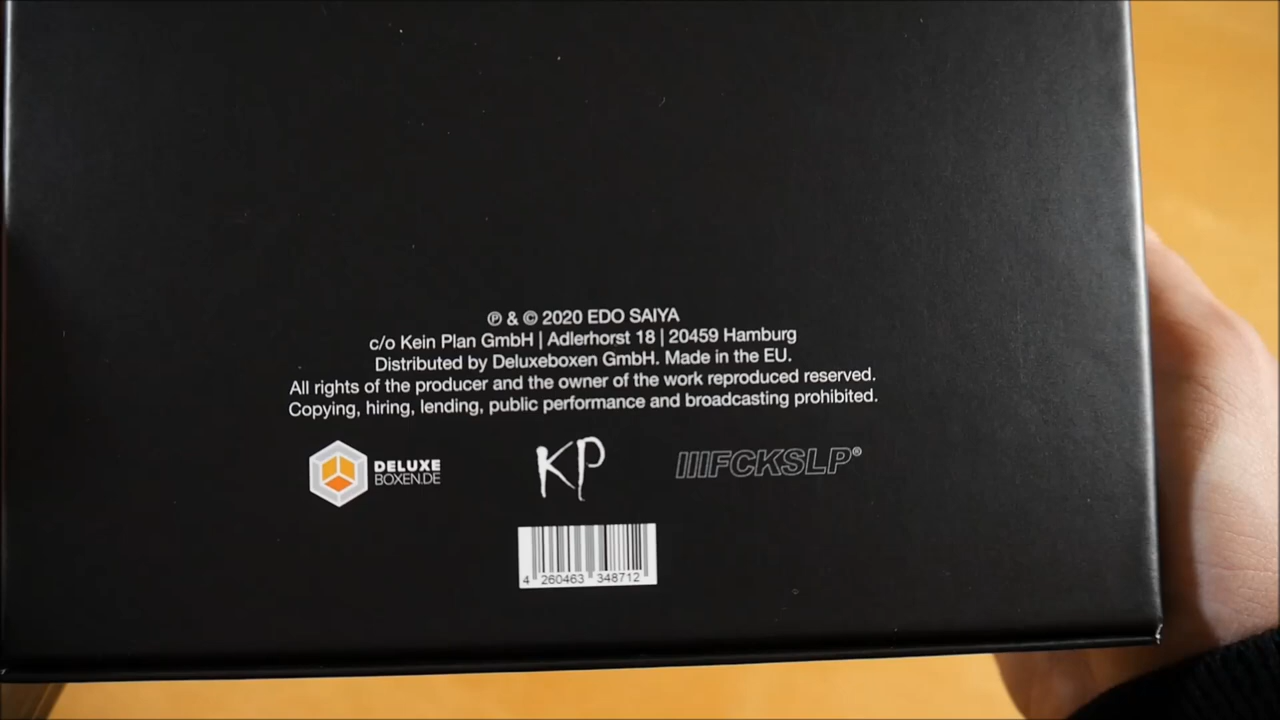 ℗ & © 2020 EDO SAIYA
c/o Kein Plan GmbH | Adlerhorst 18 | 20459 Hamburg
Distributed by Deluxeboxen GmbH. Made in the EU.
All rights of the producer and the owner of the work reproduced reserved.
Copying, hiring, lending, public performance and broadcasting prohibited.
DELUXE
BOXEN.DE
KP
///FCKSLP®
4 260463 348712